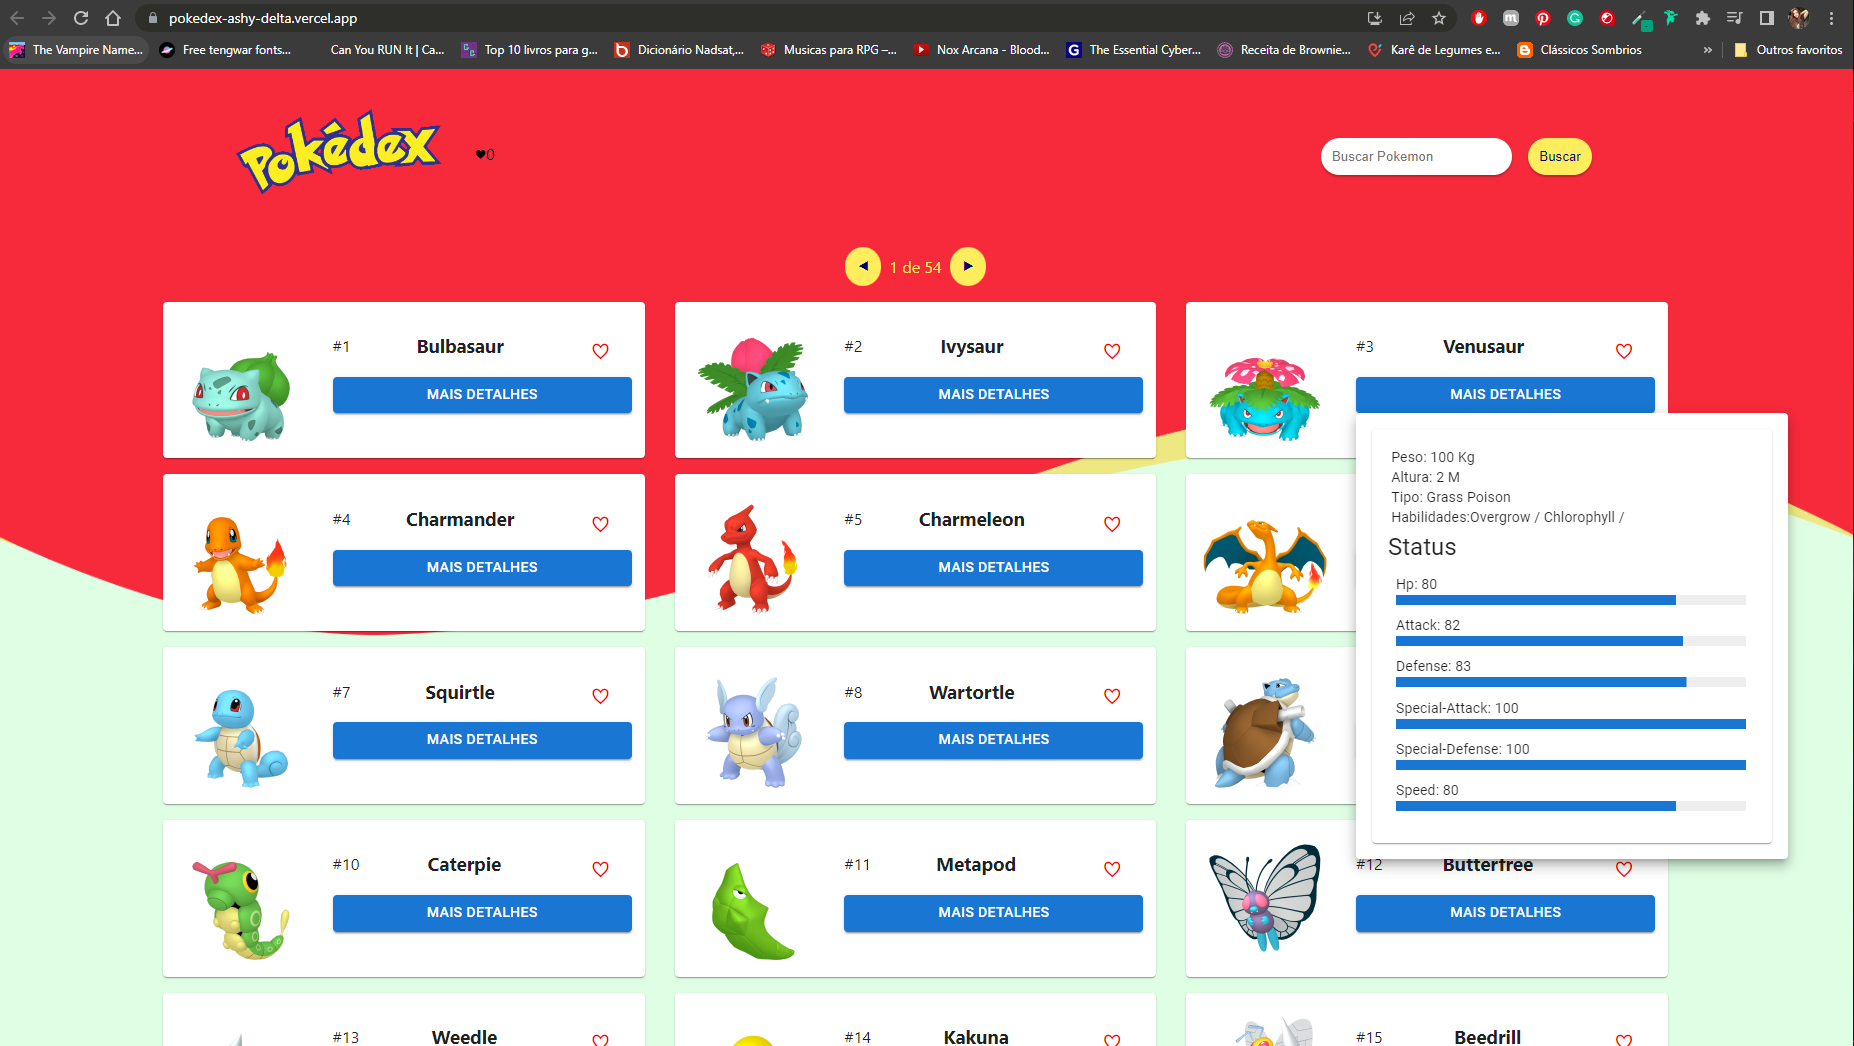 pokedex-ashy-delta.vercel.app
The Vampire Name...
Free tengwar fonts...
Can You RUN It | Ca...
Top 10 livros para g...
Dicionário Nadsat,...
Musicas para RPG –...
Nox Arcana - Blood...
The Essential Cyber...
Receita de Brownie...
Karê de Legumes e...
Clássicos Sombrios
»
Outros favoritos
Pokédex
♥0
Buscar Pokemon
Buscar
1 de 54
#1 Bulbasaur
MAIS DETALHES
#2 Ivysaur
MAIS DETALHES
#3 Venusaur
MAIS DETALHES
Peso: 100 Kg
Altura: 2 M
Tipo: Grass Poison
Habilidades:Overgrow / Chlorophyll /
Status
Hp: 80
Attack: 82
Defense: 83
Special-Attack: 100
Special-Defense: 100
Speed: 80
#4 Charmander
MAIS DETALHES
#5 Charmeleon
MAIS DETALHES
#7 Squirtle
MAIS DETALHES
#8 Wartortle
MAIS DETALHES
#10 Caterpie
MAIS DETALHES
#11 Metapod
MAIS DETALHES
#12 Butterfree
MAIS DETALHES
#13 Weedle
#14 Kakuna
#15 Beedrill